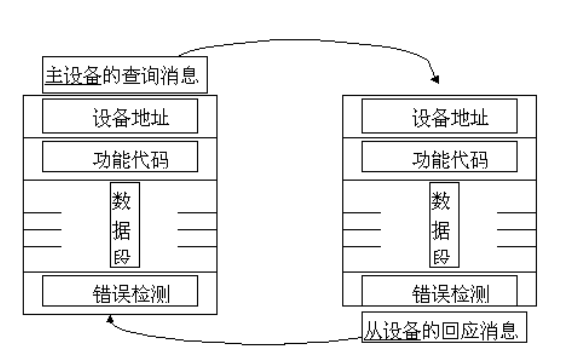 主设备的查询消息
设备地址
功能代码
数
据
段
错误检测
设备地址
功能代码
数
据
段
错误检测
从设备的回应消息